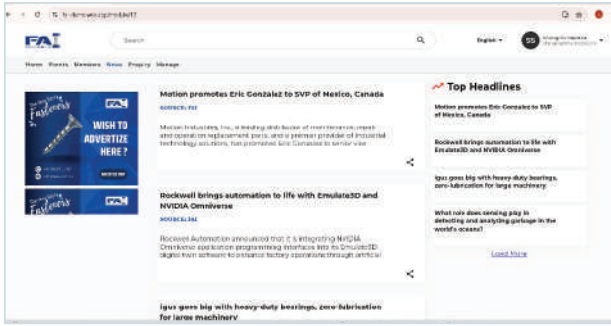 FAI
Search
English
SS
Home Events Members News Enquiry Manage
Fasteners
FAI
WISH TO
ADVERTIZE
HERE ?
Fasteners
FAI
Motion promotes Eric Gonzalez to SVP of Mexico, Canada
SOURCE: FAI
Motion Industries, Inc., a leading distributor of maintenance, repair
and operation replacement parts, and a premier provider of industrial
technology solutions, has promoted Eric Gonzalez to senior vice
Rockwell brings automation to life with Emulate3D and
NVIDIA Omniverse
SOURCE: FAI
Rockwell Automation announced that it is integrating NVIDIA
Omniverse application programming interfaces into its Emulate3D
digital twin software to enhance factory operations through artificial
igus goes big with heavy-duty bearings, zero-lubrication
for large machinery
Top Headlines
Motion promotes Eric Gonzalez to SVP
of Mexico, Canada
Rockwell brings automation to life with
Emulate3D and NVIDIA Omniverse
igus goes big with heavy-duty bearings,
zero-lubrication for large machinery
What role does sensing play in
detecting and analyzing garbage in the
world's oceans?
Load More